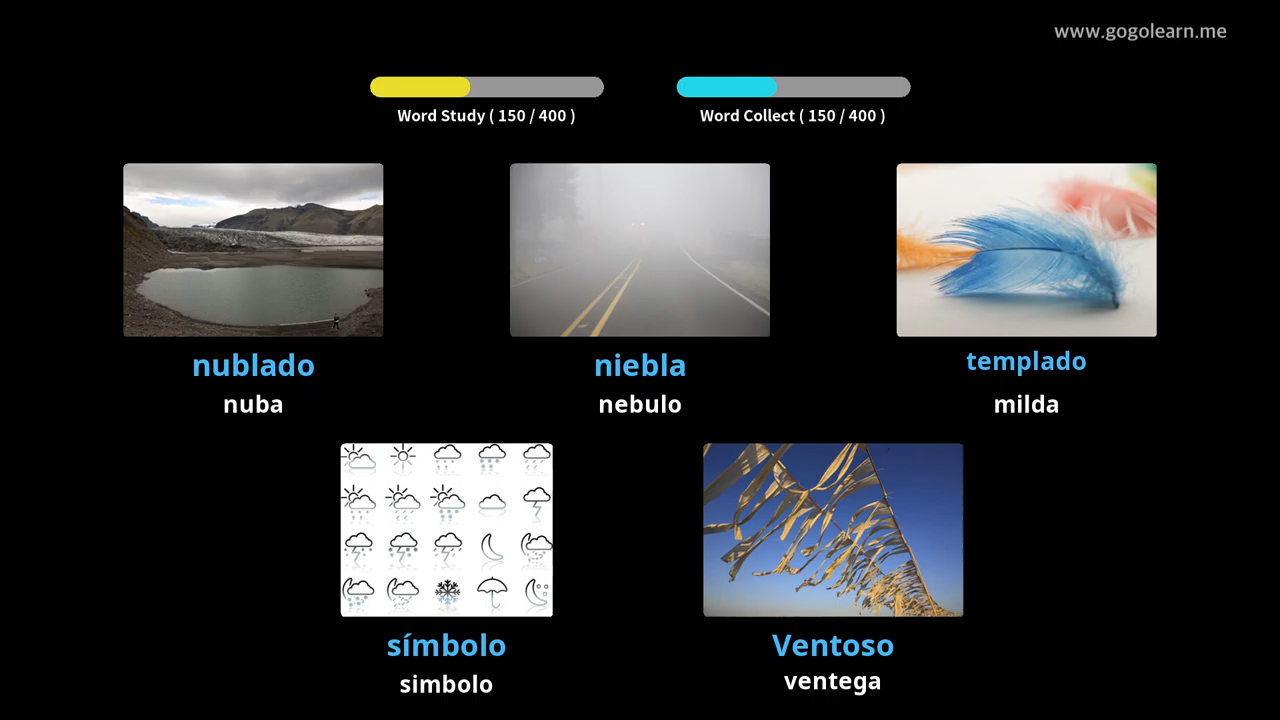 www.gogolearn.me
Word Study ( 150 / 400 )
Word Collect ( 150 / 400 )
nublado
nuba
niebla
nebulo
templado
milda
símbolo
simbolo
Ventoso
ventega